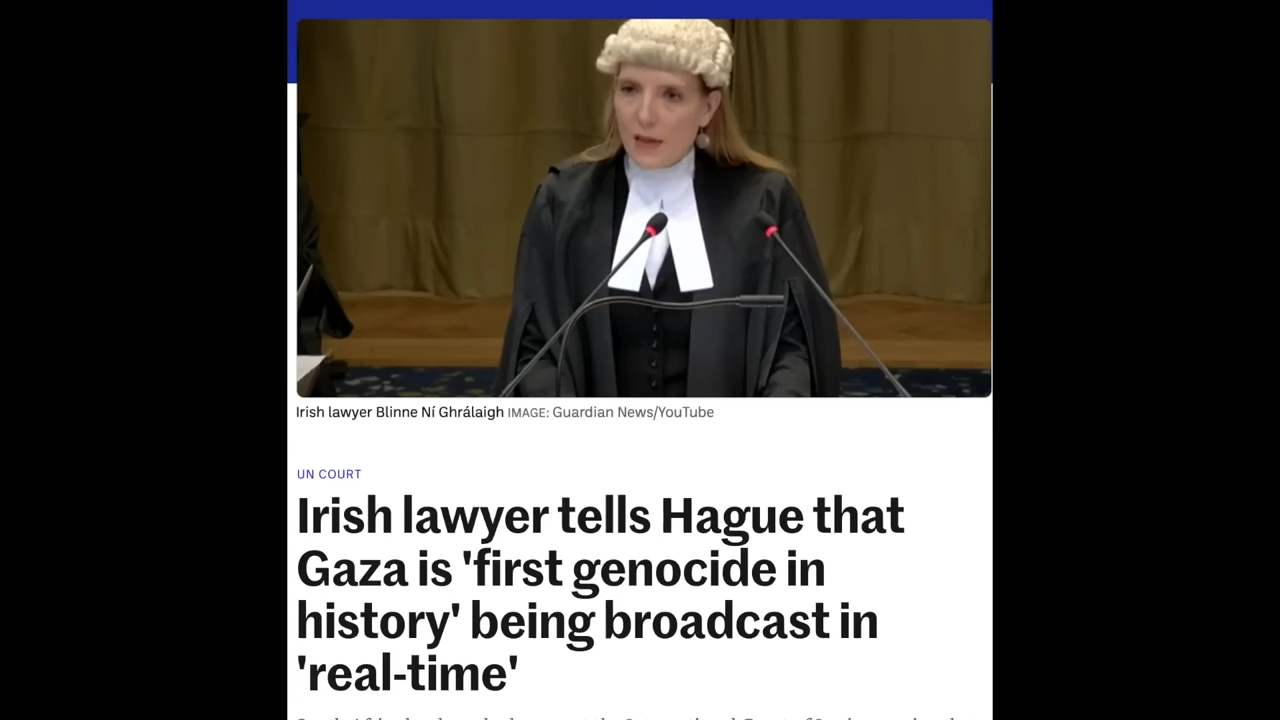 Irish lawyer Blinne Ní Ghrálaigh IMAGE: Guardian News/YouTube
UN COURT
Irish lawyer tells Hague that
Gaza is 'first genocide in
history' being broadcast in
'real-time'